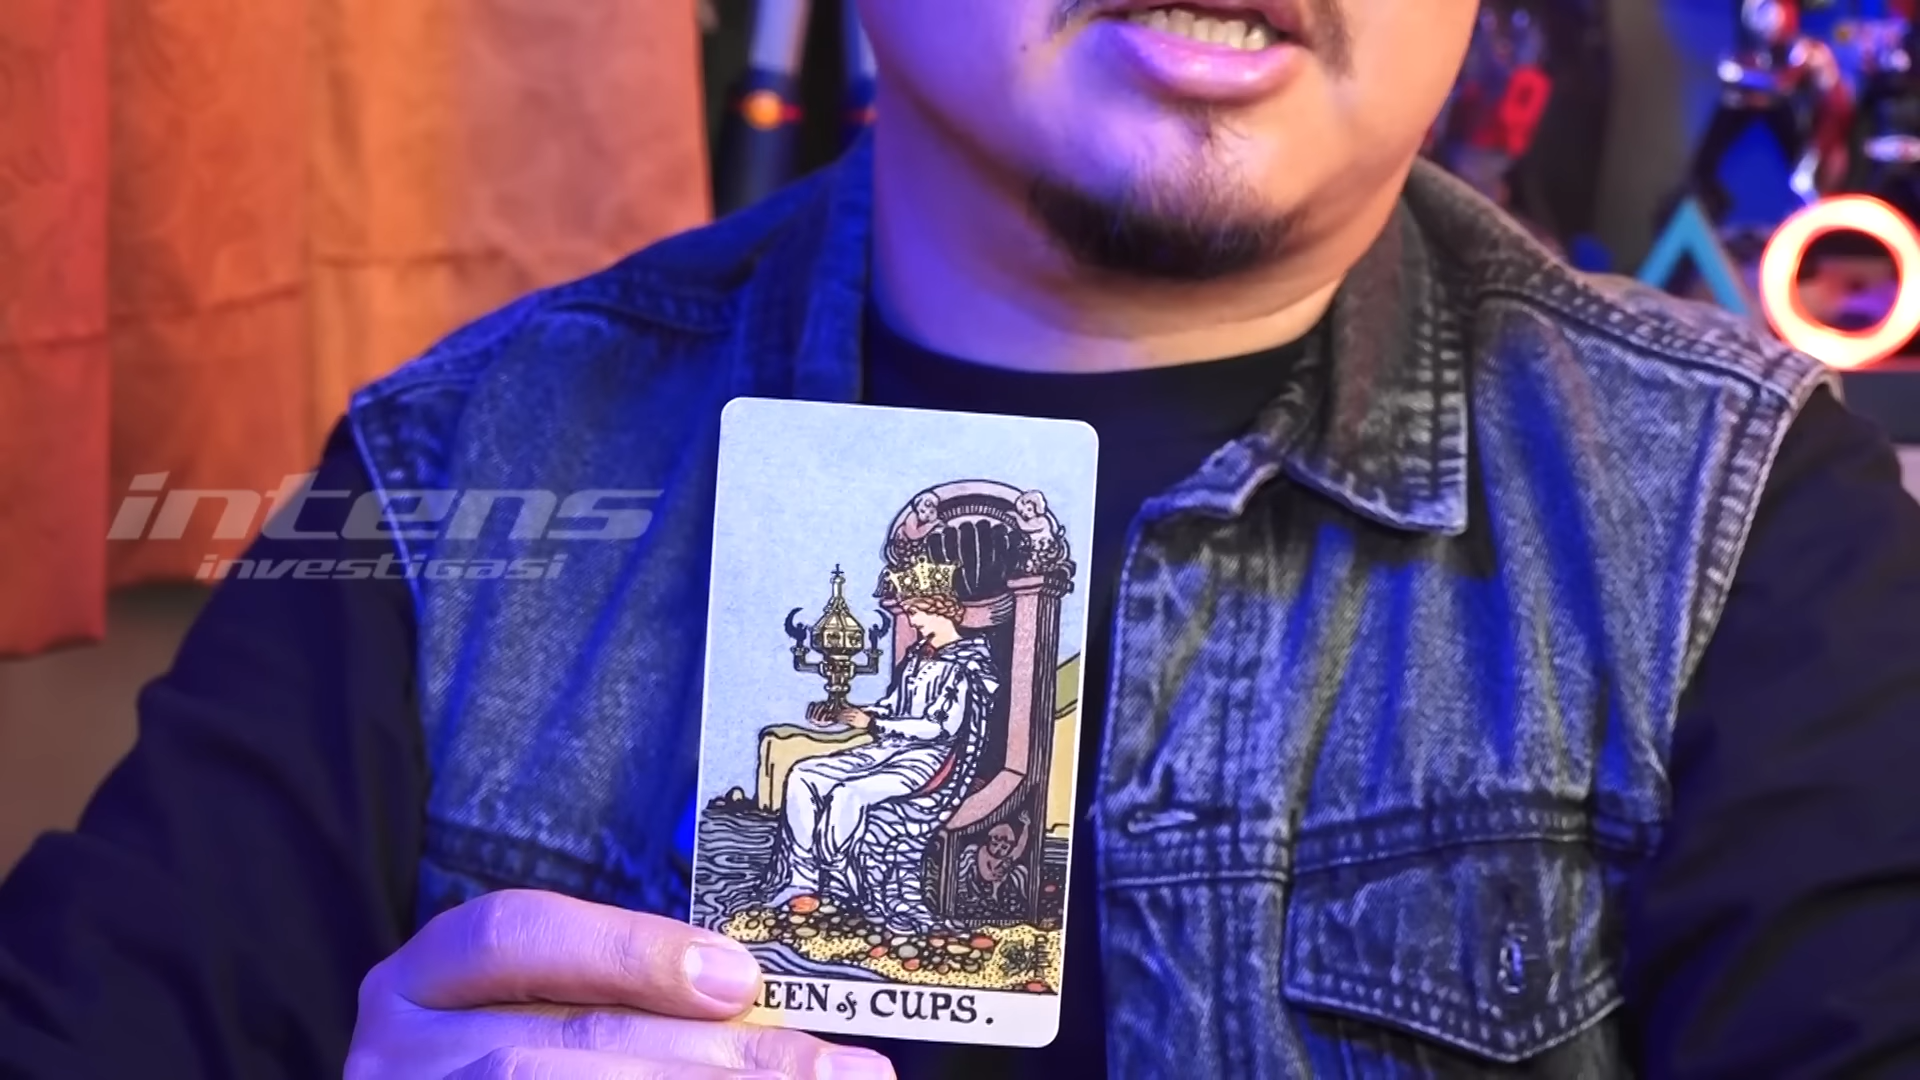 intens
investigasi
EEN of CUPS.